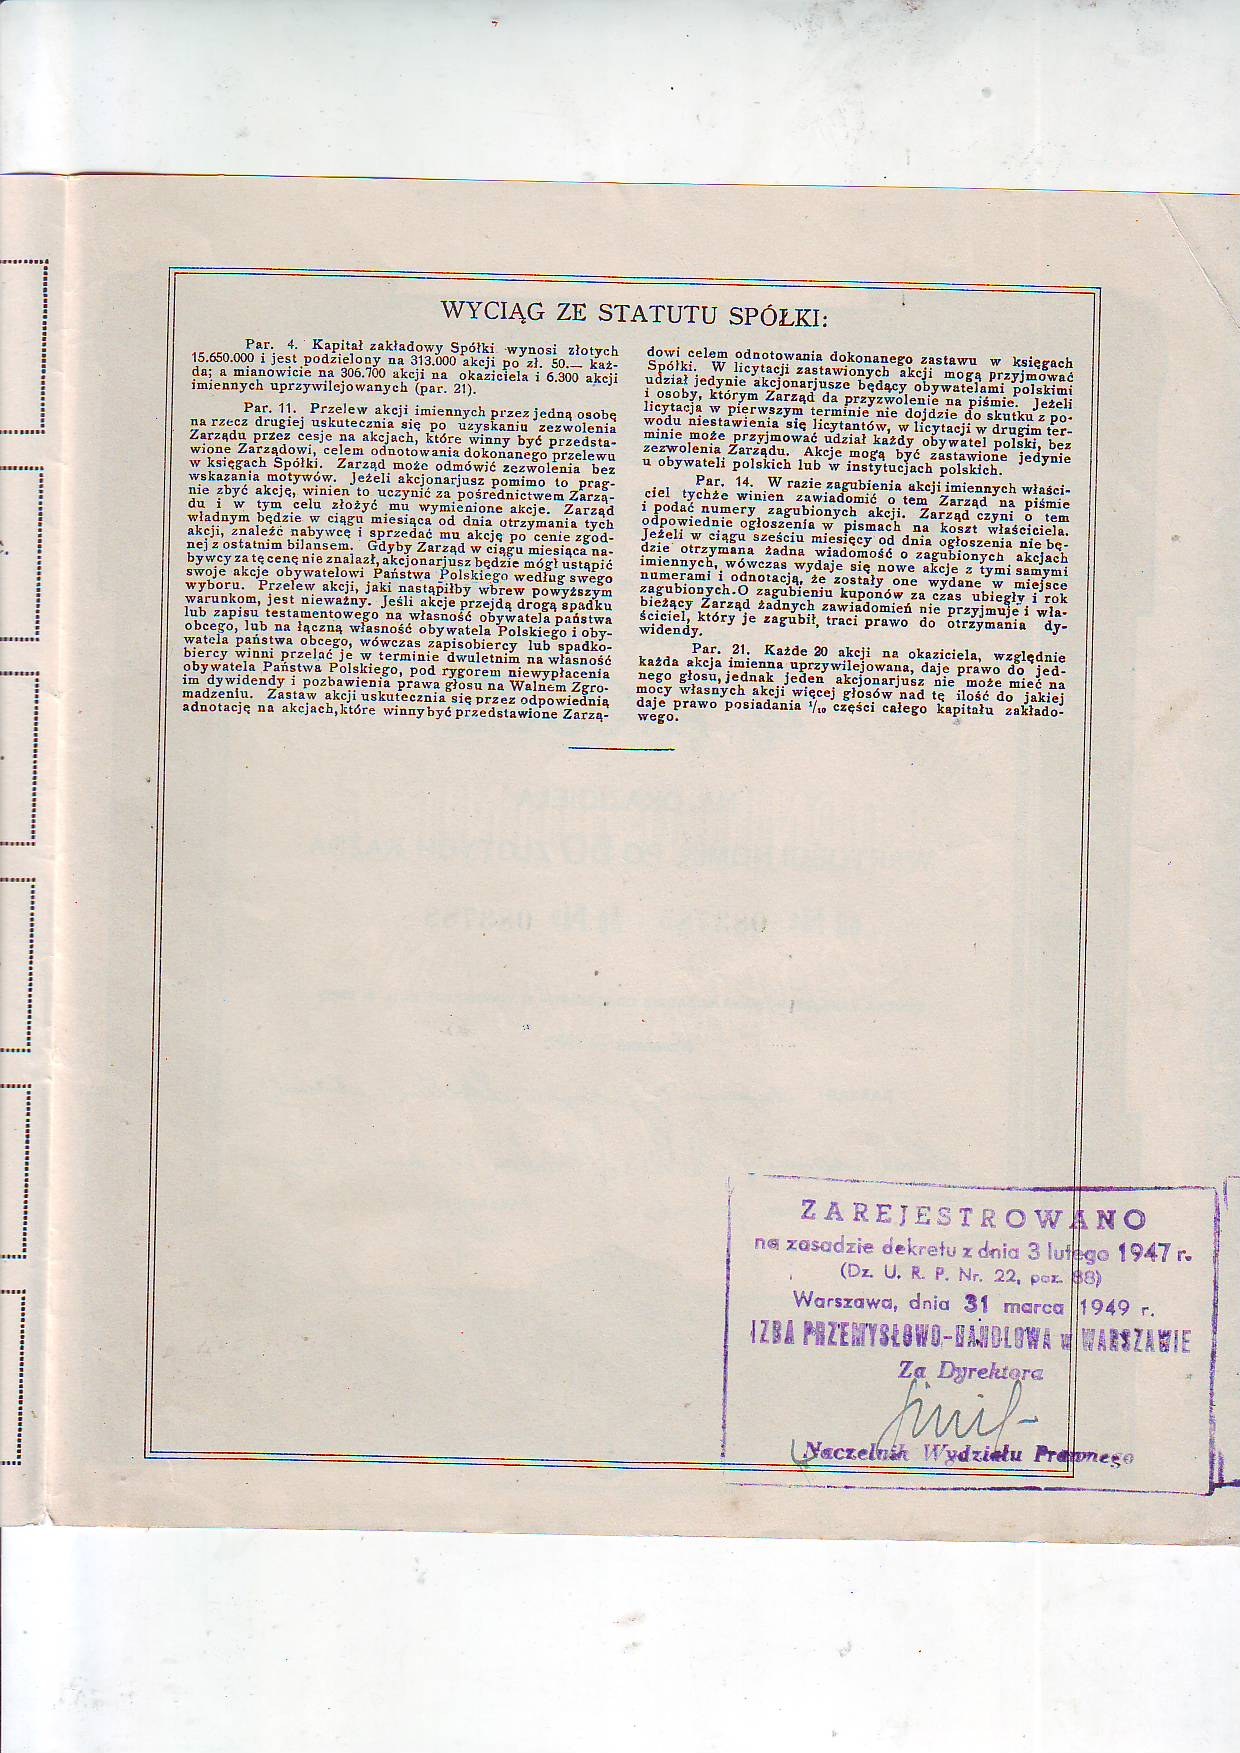 WYCIĄG ZE STATUTU SPÓŁKI:
Par. 4. Kapitał zakładowy Spółki wynosi złotych
15.650.000 i jest podzielony na 313.000 akcji po zł. 50.— każ-
da; a mianowicie na 306.700 akcji na okaziciela i 6.300 akcji
imiennych uprzywilejowanych (par. 21).
Par. 11. Przelew akcji imiennych przez jedną osobę
na rzecz drugiej uskutecznia się po uzyskaniu zezwolenia
Zarządu przez cesje na akcjach, które winny być przedsta-
wione Zarządowi, celem odnotowania dokonanego przelewu
w księgach Spółki. Zarząd może odmówić zezwolenia bez
wskazania motywów. Jeżeli akcjonarjusz pomimo to prag-
nie zbyć akcję, winien to uczynić za pośrednictwem Zarzą-
du i w tym celu złożyć mu wymienione akcje. Zarząd
władnym będzie w ciągu miesiąca od dnia otrzymania tych
akcji, znaleźć nabywcę i sprzedać mu akcję po cenie zgod-
nej z ostatnim bilansem. Gdyby Zarząd w ciągu miesiąca na-
bywcy za tę cenę nie znalazł, akcjonarjusz będzie mógł ustąpić
swoje akcje obywatelowi Państwa Polskiego według swego
wyboru. Przelew akcji, jaki nastąpiłby wbrew powyższym
warunkom, jest nieważny. Jeśli akcje przejdą drogą spadku
lub zapisu testamentowego na własność obywatela państwa
obcego, lub na łączną własność obywatela Polskiego i oby-
watela państwa obcego, wówczas zapisobiercy lub spadko-
biercy winni przelać je w terminie dwuletnim na własność
obywatela Państwa Polskiego, pod rygorem niewypłacenia
im dywidendy i pozbawienia prawa głosu na Walnem Zgro-
madzeniu. Zastaw akcji uskutecznia się przez odpowiednią
adnotację na akcjach, które winny być przedstawione Zarzą-
dowi celem odnotowania dokonanego zastawu w księgach
Spółki. W licytacji zastawionych akcji mogą przyjmować
udział jedynie akcjonarjusze będący obywatelami polskimi
i osoby, którym Zarząd da przyzwolenie na piśmie. Jeżeli
licytacja w pierwszym terminie nie dojdzie do skutku z po-
wodu niestawienia się licytantów, w licytacji w drugim ter-
minie może przyjmować udział każdy obywatel polski, bez
zezwolenia Zarządu. Akcje mogą być zastawione jedynie
u obywateli polskich lub w instytucjach polskich.
Par. 14. W razie zagubienia akcji imiennych właści-
ciel tychże winien zawiadomić o tem Zarząd na piśmie
i podać numery zagubionych akcji. Zarząd czyni o tem
odpowiednie ogłoszenia w pismach na koszt właściciela.
Jeżeli w ciągu sześciu miesięcy od dnia ogłoszenia nie bę-
dzie otrzymana żadna wiadomość o zagubionych akcjach
imiennych, wówczas wydaje się nowe akcje z tymi samymi
numerami i odnotacją, że zostały one wydane w miejsce
zagubionych. O zagubieniu kuponów za czas ubiegły i rok
bieżący Zarząd żadnych zawiadomień nie przyjmuje i wła-
ściciel, który je zagubił, traci prawo do otrzymania dy-
widendy.
Par. 21. Każde 20 akcji na okaziciela, względnie
każda akcja imienna uprzywilejowana, daje prawo do jed-
nego głosu, jednak jeden akcjonarjusz nie może mieć na
mocy własnych akcji więcej głosów nad tę ilość do jakiej
daje prawo posiadania 1/10 części całego kapitału zakłado-
wego.
ZAREJESTROWANO
na zasadzie dekretu z dnia 3 lutego 1947 r.
(Dz. U. R. P. Nr. 22, poz. 88)
Warszawa, dnia 31 marca 1949 r.
IZBA PRZEMYSŁOWO-HANDLOWA w WARSZAWIE
Za Dyrektora
Naczelnik Wydziału Prawnego